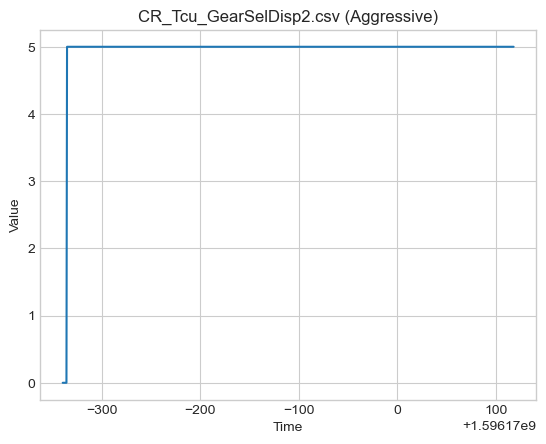 CR_Tcu_GearSelDisp2.csv (Aggressive)
5
4
3
2
1
0
Value
−300
−200
−100
0
100
Time
+1.59617e9